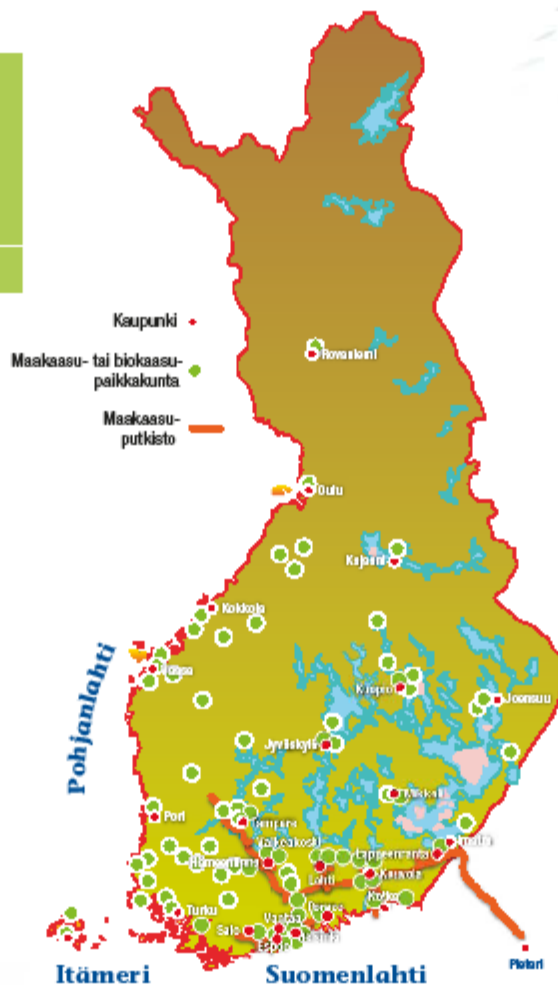 Kaupunki
Maakaasu- tai biokaasu-
paikkakunta
Maakaasu-
putkisto
Rovaniemi
Oulu
Kajaani
Kokkola
Vaasa
Pohjanlahti
Kuopio
Joensuu
Jyväskylä
Mikkeli
Pori
Tampere
Valkeakoski
Imatra
Hämeenlinna
Lappeenranta
Lahti
Kouvola
Kotka
Turku
Porvoo
Salo
Vantaa
Helsinki
Espoo
Pietari
Itämeri
Suomenlahti